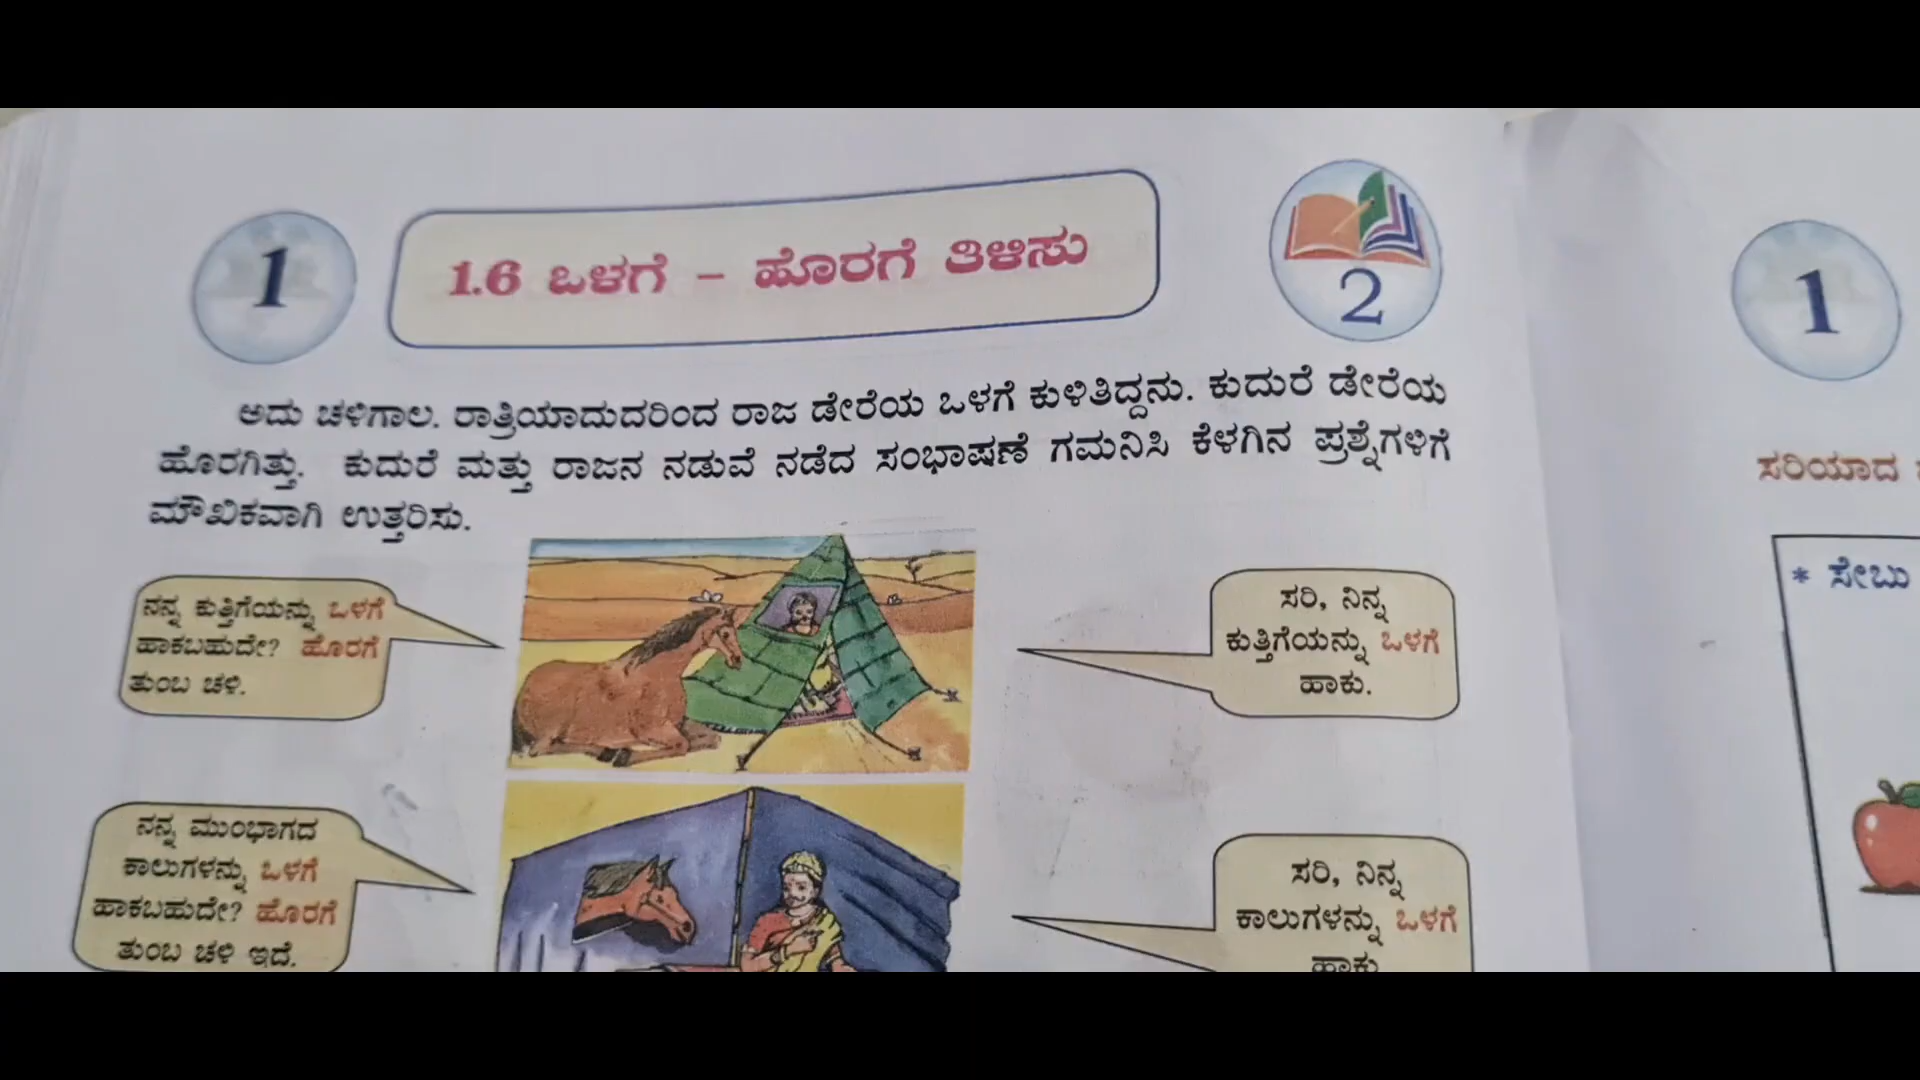 1
1.6 ಒಳಗೆ – ಹೊರಗೆ ತಿಳಿಸು
2
ಅದು ಚಳಿಗಾಲ. ರಾತ್ರಿಯಾದುದರಿಂದ ರಾಜ ಡೇರೆಯ ಒಳಗೆ ಕುಳಿತಿದ್ದನು. ಕುದುರೆ ಡೇರೆಯ
ಹೊರಗಿತ್ತು. ಕುದುರೆ ಮತ್ತು ರಾಜನ ನಡುವೆ ನಡೆದ ಸಂಭಾಷಣೆ ಗಮನಿಸಿ ಕೆಳಗಿನ ಪ್ರಶ್ನೆಗಳಿಗೆ
ಮೌಖಿಕವಾಗಿ ಉತ್ತರಿಸು.
ನನ್ನ ಕುತ್ತಿಗೆಯನ್ನು ಒಳಗೆ
ಹಾಕಬಹುದೇ? ಹೊರಗೆ
ತುಂಬ ಚಳಿ.
ಸರಿ, ನಿನ್ನ
ಕುತ್ತಿಗೆಯನ್ನು ಒಳಗೆ
ಹಾಕು.
ನನ್ನ ಮುಂಭಾಗದ
ಕಾಲುಗಳನ್ನು ಒಳಗೆ
ಹಾಕಬಹುದೇ? ಹೊರಗೆ
ತುಂಬ ಚಳಿ ಇದೆ.
ಸರಿ, ನಿನ್ನ
ಕಾಲುಗಳನ್ನು ಒಳಗೆ
ಹಾಕು
1
ಸರಿಯಾದ
* ಸೇಬು